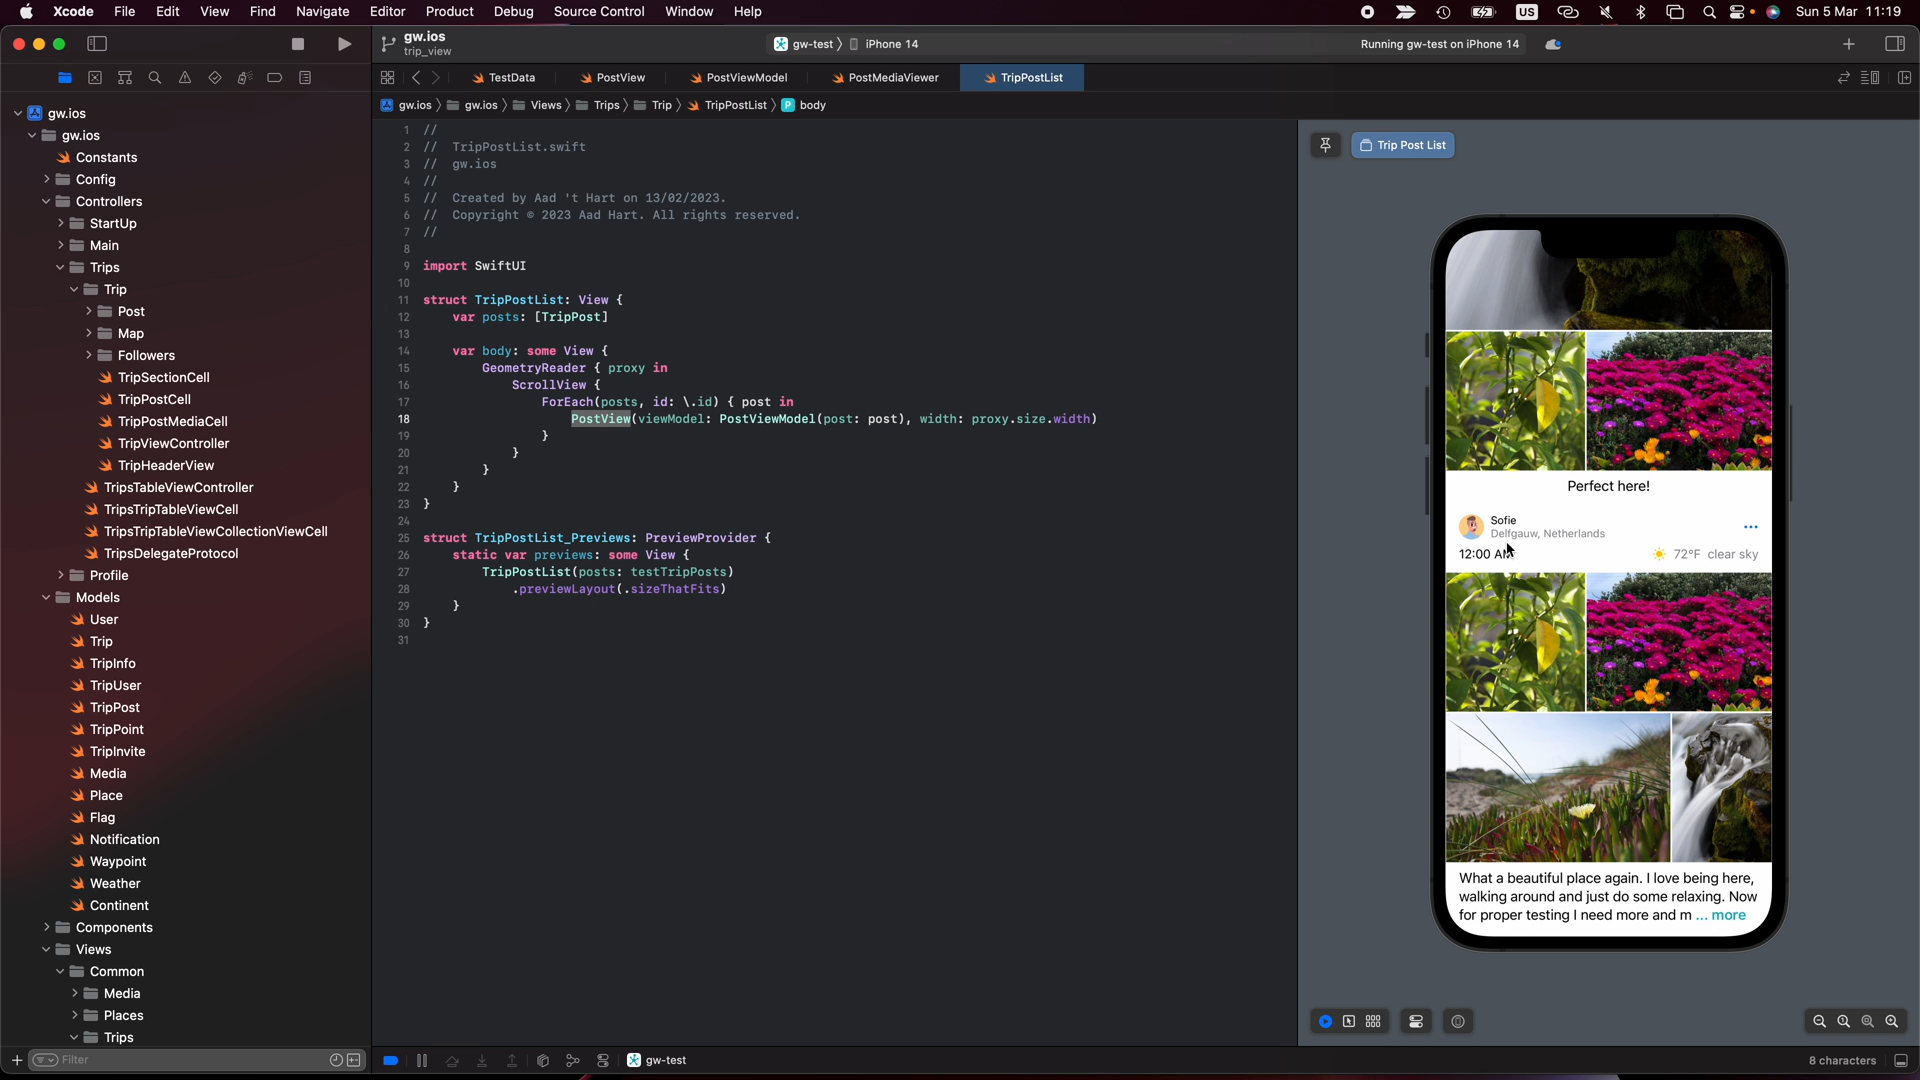 Xcode File Edit View Find Navigate Editor Product Debug Source Control Window Help US Sun 5 Mar 11:19
gw.ios
trip_view
gw-test iPhone 14
Running gw-test on iPhone 14
TestData PostView PostViewModel PostMediaViewer TripPostList
gw.ios gw.ios Views Trips Trip TripPostList P body
gw.ios
gw.ios
Constants
Config
Controllers
StartUp
Main
Trips
Trip
Post
Map
Followers
TripSectionCell
TripPostCell
TripPostMediaCell
TripViewController
TripHeaderView
TripsTableViewController
TripsTripTableViewCell
TripsTripTableViewCollectionViewCell
TripsDelegateProtocol
Profile
Models
User
Trip
TripInfo
TripUser
TripPost
TripPoint
TripInvite
Media
Place
Flag
Notification
Waypoint
Weather
Continent
Components
Views
Common
Media
Places
Trips
Filter
1 //
2 // TripPostList.swift
3 // gw.ios
4 //
5 // Created by Aad 't Hart on 13/02/2023.
6 // Copyright © 2023 Aad Hart. All rights reserved.
7 //
8
9 import SwiftUI
10
11 struct TripPostList: View {
12 var posts: [TripPost]
13
14 var body: some View {
15 GeometryReader { proxy in
16 ScrollView {
17 ForEach(posts, id: \.id) { post in
18 PostView(viewModel: PostViewModel(post: post), width: proxy.size.width)
19 }
20 }
21 }
22 }
23 }
24
25 struct TripPostList_Previews: PreviewProvider {
26 static var previews: some View {
27 TripPostList(posts: testTripPosts)
28 .previewLayout(.sizeThatFits)
29 }
30 }
31
Trip Post List
Perfect here!
Sofie
Delfgauw, Netherlands
12:00 AM 72°F clear sky
What a beautiful place again. I love being here,
walking around and just do some relaxing. Now
for proper testing I need more and m ... more
gw-test
8 characters